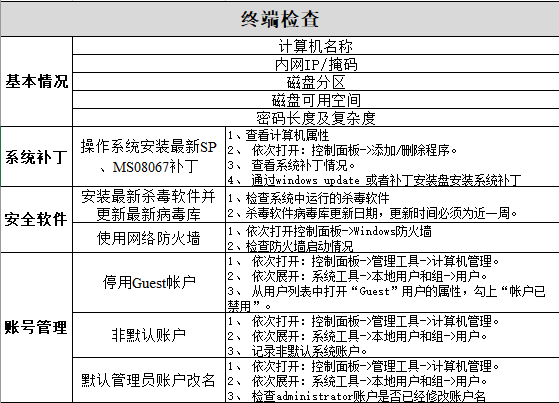 终端检查
基本情况
计算机名称
内网IP/掩码
磁盘分区
磁盘可用空间
密码长度及复杂度
系统补丁
操作系统安装最新SP
、MS08067补丁
1、查看计算机属性
2、 依次打开：控制面板->添加/删除程序。
3、 查看系统补丁情况。
4、 通过windows update 或者补丁安装盘安装系统补丁
安全软件
安装最新杀毒软件并
更新最新病毒库
1、检查系统中运行的杀毒软件
2、杀毒软件病毒库更新日期，更新时间必须为近一周。
使用网络防火墙
1、依次打开控制面板->Windows防火墙
2、检查防火墙启动情况
账号管理
停用Guest帐户
1、 依次打开：控制面板->管理工具->计算机管理。
2、 依次展开：系统工具->本地用户和组->用户。
3、 从用户列表中打开“Guest”用户的属性，勾上“帐户已
禁用”。
非默认账户
1、 依次打开：控制面板->管理工具->计算机管理。
2、 依次展开：系统工具->本地用户和组->用户。
3、 记录非默认系统账户。
默认管理员账户改名
1、 依次打开：控制面板->管理工具->计算机管理。
2、 依次展开：系统工具->本地用户和组->用户。
3、 检查administrator账户是否已经修改账户名